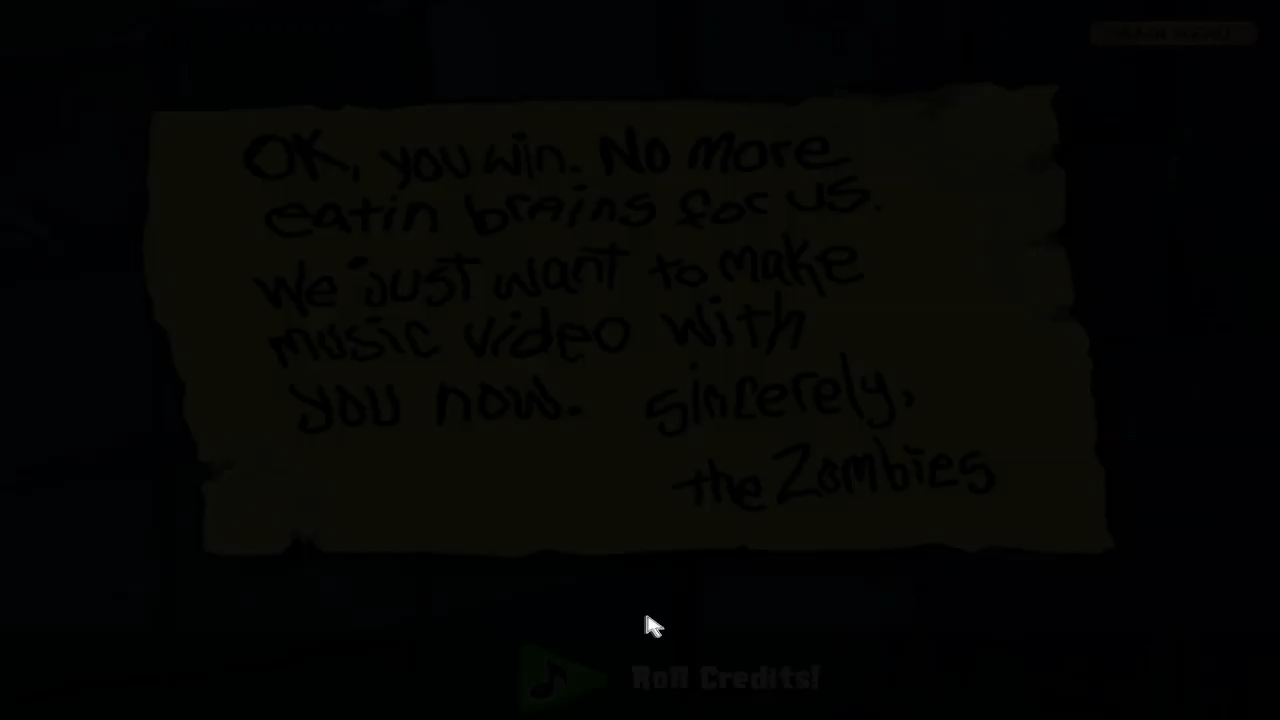 OK, you win. No more
eatin brains for us.
We just want to make
music video with
you now. sincerely,
the Zombies
Roll Credits!